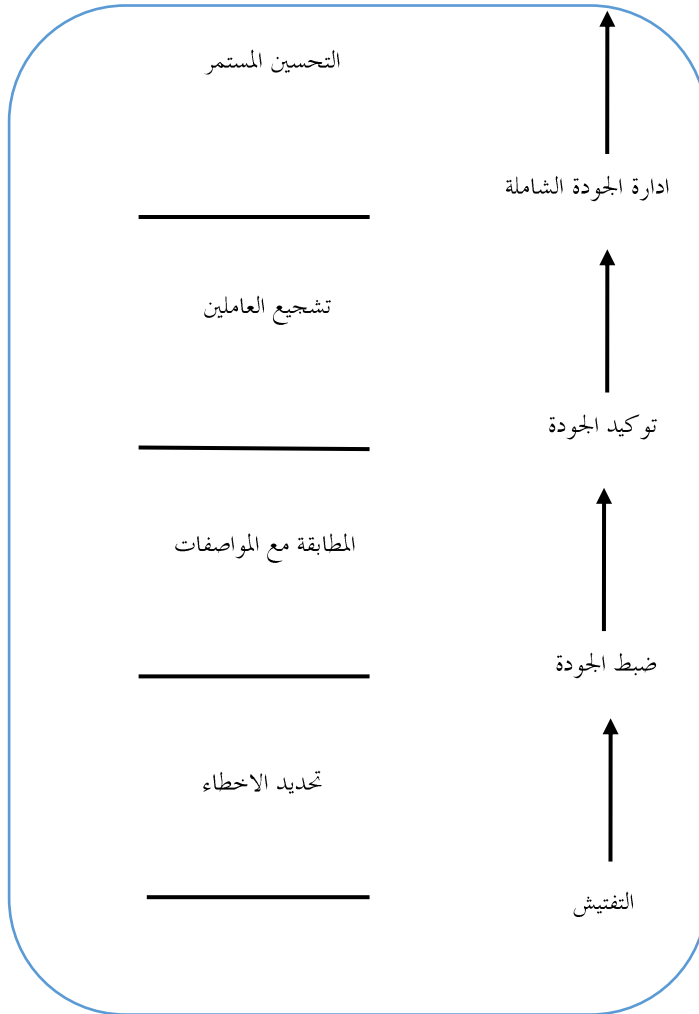 التحسين المستمر
ادارة الجودة الشاملة
تشجيع العاملين
توكيد الجودة
المطابقة مع المواصفات
ضبط الجودة
تحديد الاخطاء
التفتيش